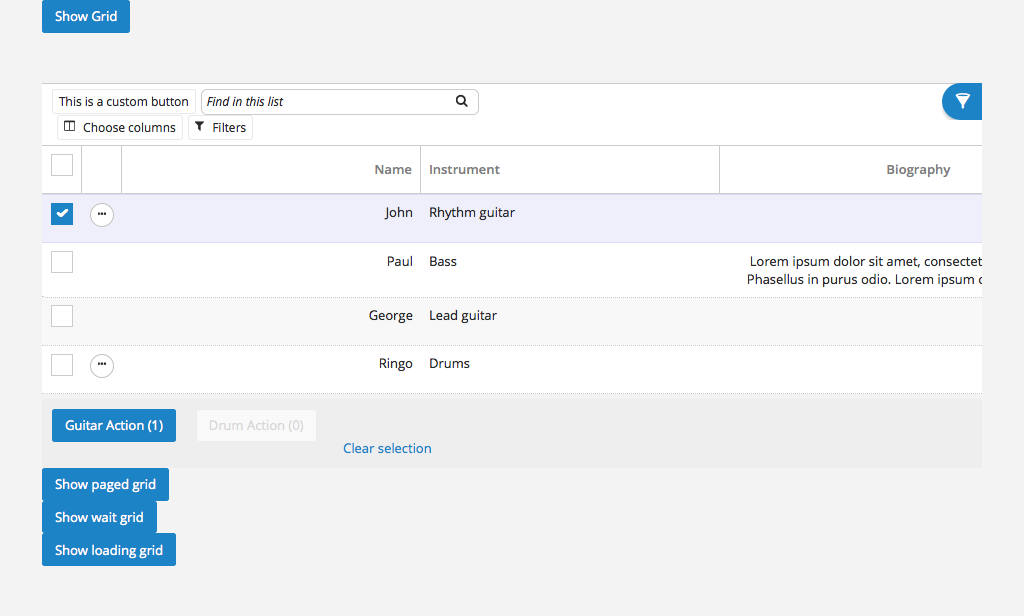 Show Grid
This is a custom button
Find in this list
Choose columns Filters
Name Instrument Biography
John Rhythm guitar
Paul Bass Lorem ipsum dolor sit amet, consectet
Phasellus in purus odio. Lorem ipsum
George Lead guitar
Ringo Drums
Guitar Action (1) Drum Action (0)
Clear selection
Show paged grid
Show wait grid
Show loading grid